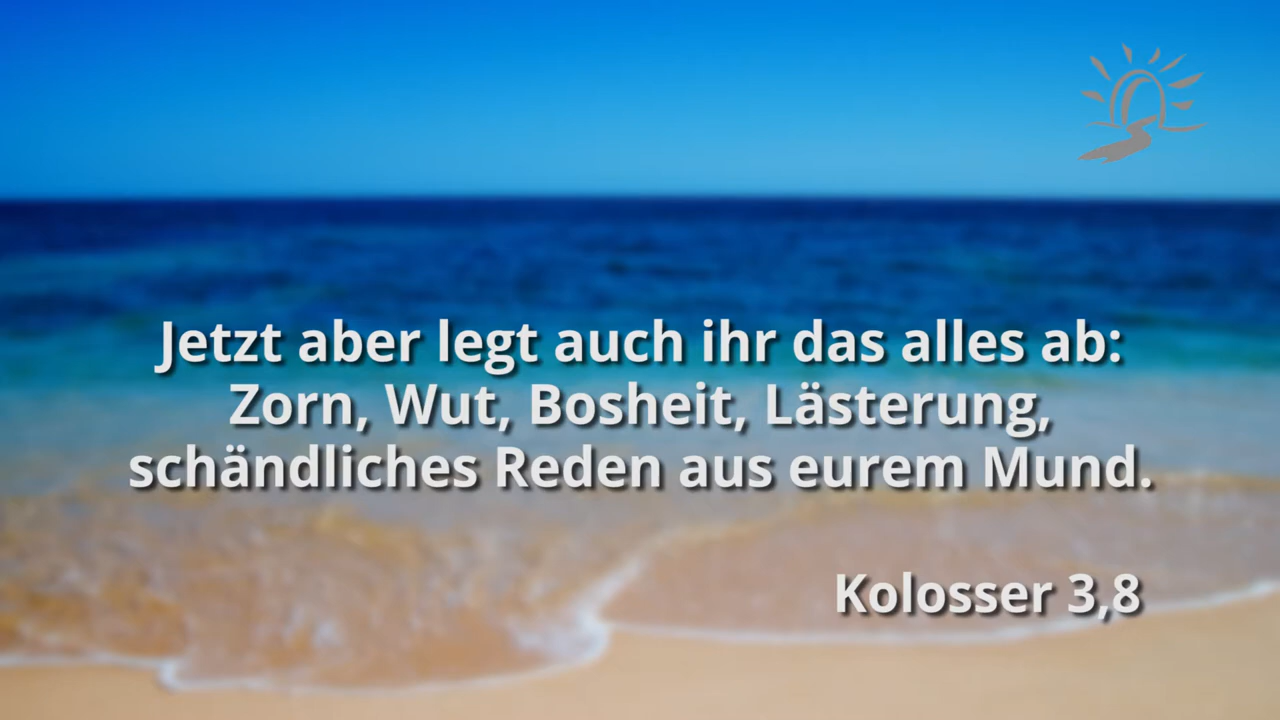 Jetzt aber legt auch ihr das alles ab:
Zorn, Wut, Bosheit, Lästerung,
schändliches Reden aus eurem Mund.
Kolosser 3,8